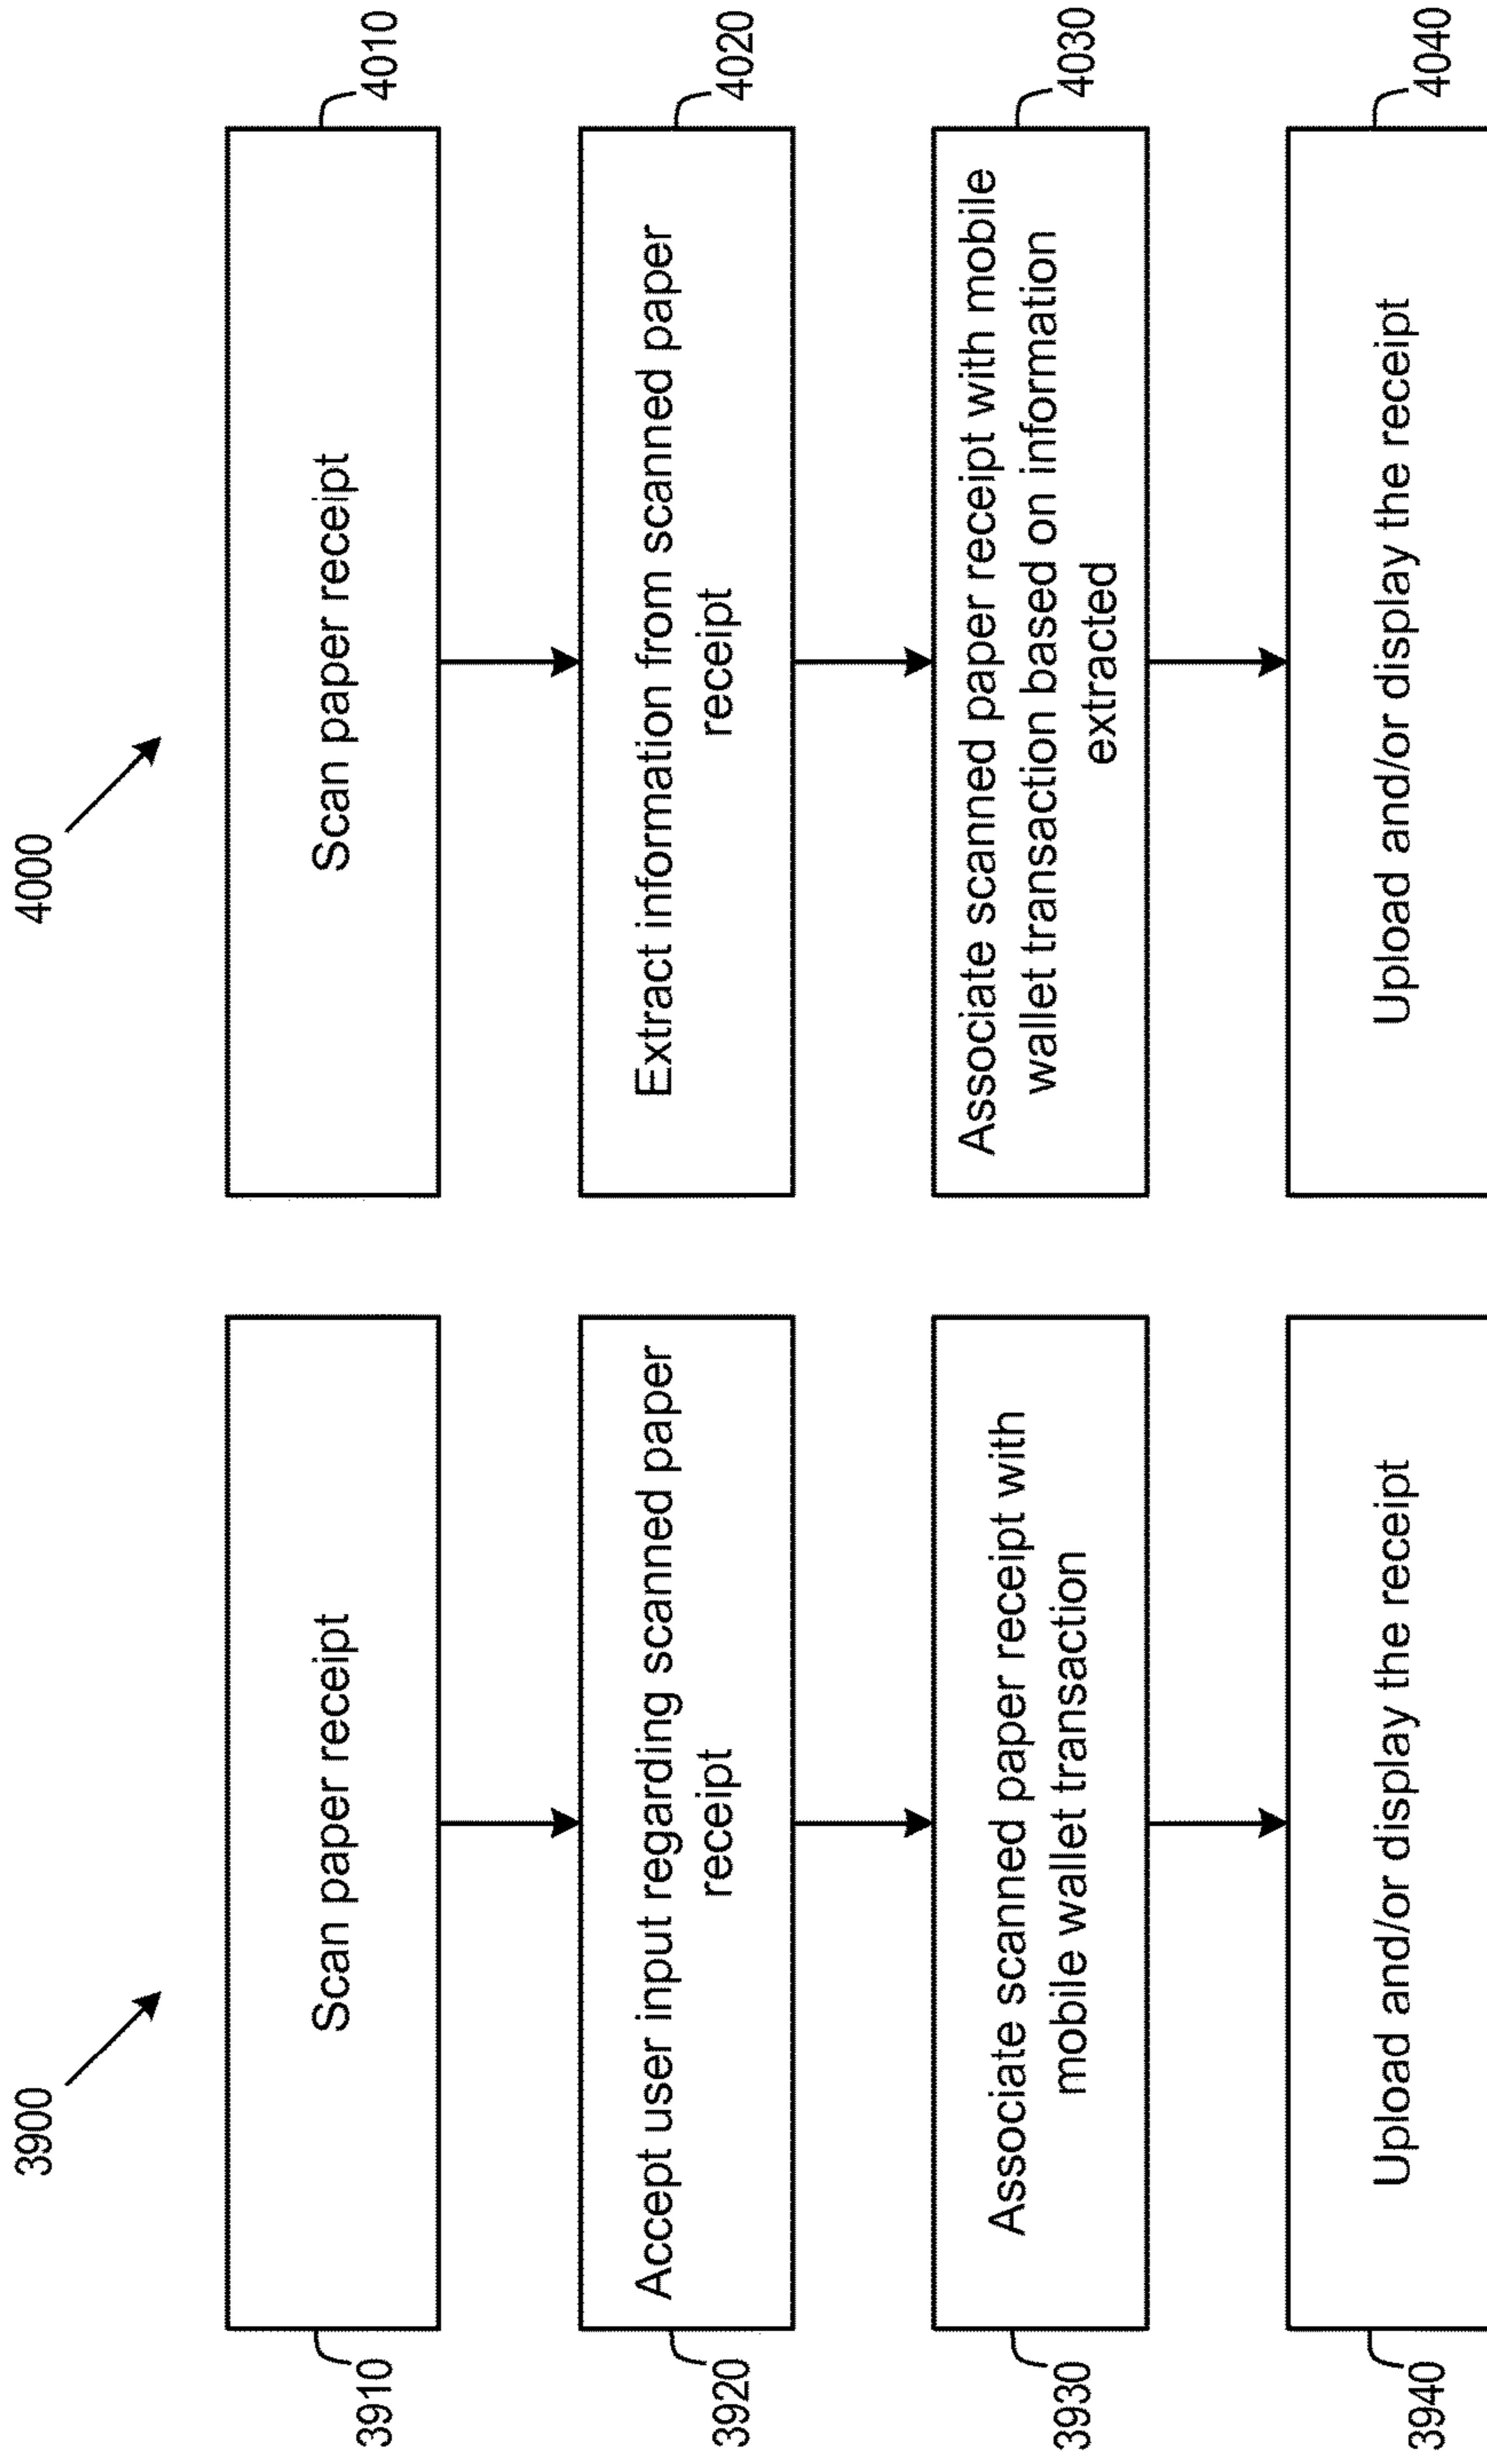 3900
3910
Scan paper receipt
3920
Accept user input regarding scanned paper
receipt
3930
Associate scanned paper receipt with
mobile wallet transaction
3940
Upload and/or display the receipt
4000
4010
Scan paper receipt
4020
Extract information from scanned paper
receipt
4030
Associate scanned paper receipt with mobile
wallet transaction based on information
extracted
4040
Upload and/or display the receipt